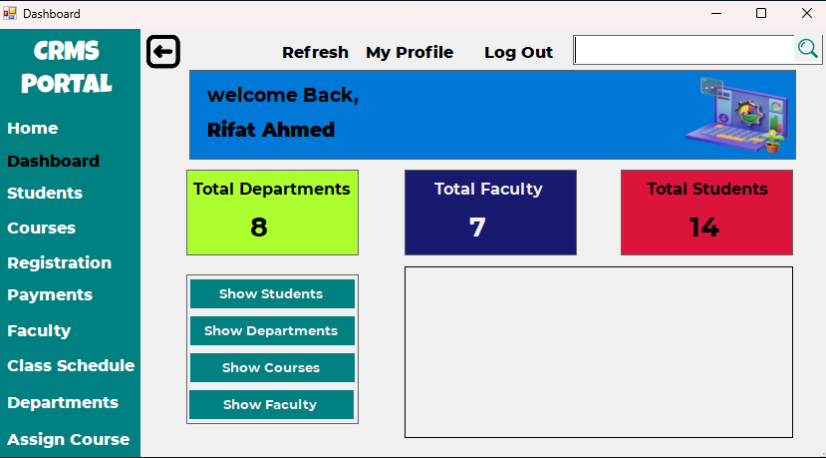 Dashboard
CRMS
PORTAL
Home
Dashboard
Students
Courses
Registration
Payments
Faculty
Class Schedule
Departments
Assign Course
Refresh My Profile Log Out
welcome Back,
Rifat Ahmed
Total Departments
8
Total Faculty
7
Total Students
14
Show Students
Show Departments
Show Courses
Show Faculty